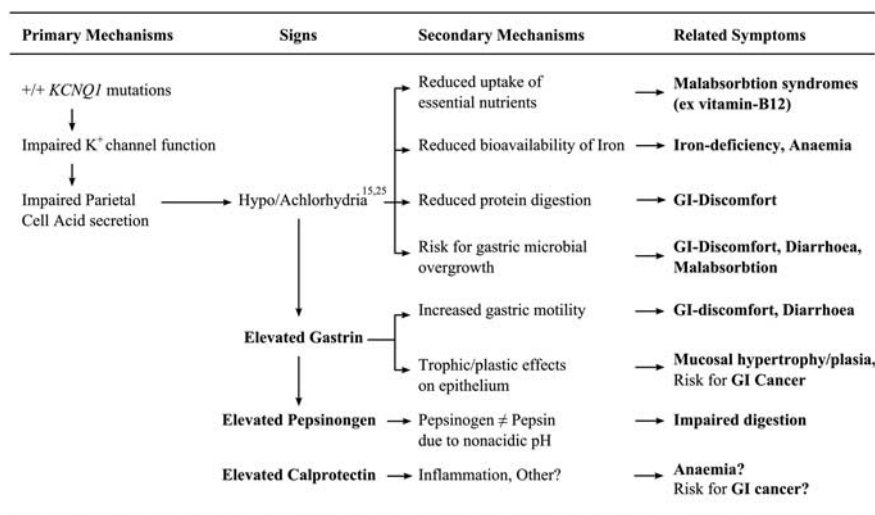 Primary Mechanisms Signs Secondary Mechanisms Related Symptoms
+/+ KCNQ1 mutations
Impaired K+ channel function
Impaired Parietal
Cell Acid secretion
Hypo/Achlorhydria15,25
Reduced uptake of
essential nutrients
Malabsorbtion syndromes
(ex vitamin-B12)
Reduced bioavailability of Iron
Iron-deficiency, Anaemia
Reduced protein digestion
GI-Discomfort
Risk for gastric microbial
overgrowth
GI-Discomfort, Diarrhoea,
Malabsorbtion
Elevated Gastrin
Increased gastric motility
GI-discomfort, Diarrhoea
Trophic/plastic effects
on epithelium
Mucosal hypertrophy/plasia,
Risk for GI Cancer
Elevated Pepsinongen
Pepsinogen ≠ Pepsin
due to nonacidic pH
Impaired digestion
Elevated Calprotectin
Inflammation, Other?
Anaemia?
Risk for GI cancer?